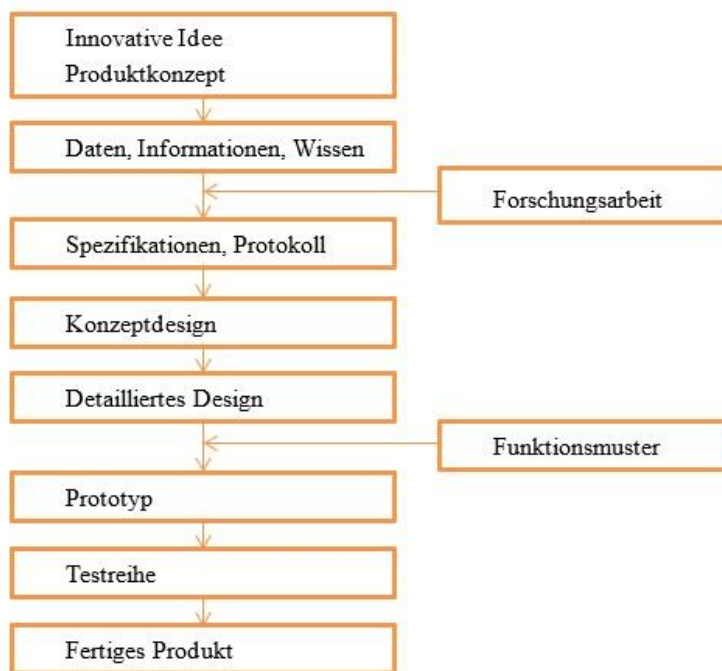 Innovative Idee
Produktkonzept
Daten, Informationen, Wissen
Forschungsarbeit
Spezifikationen, Protokoll
Konzeptdesign
Detailliertes Design
Funktionsmuster
Prototyp
Testreihe
Fertiges Produkt